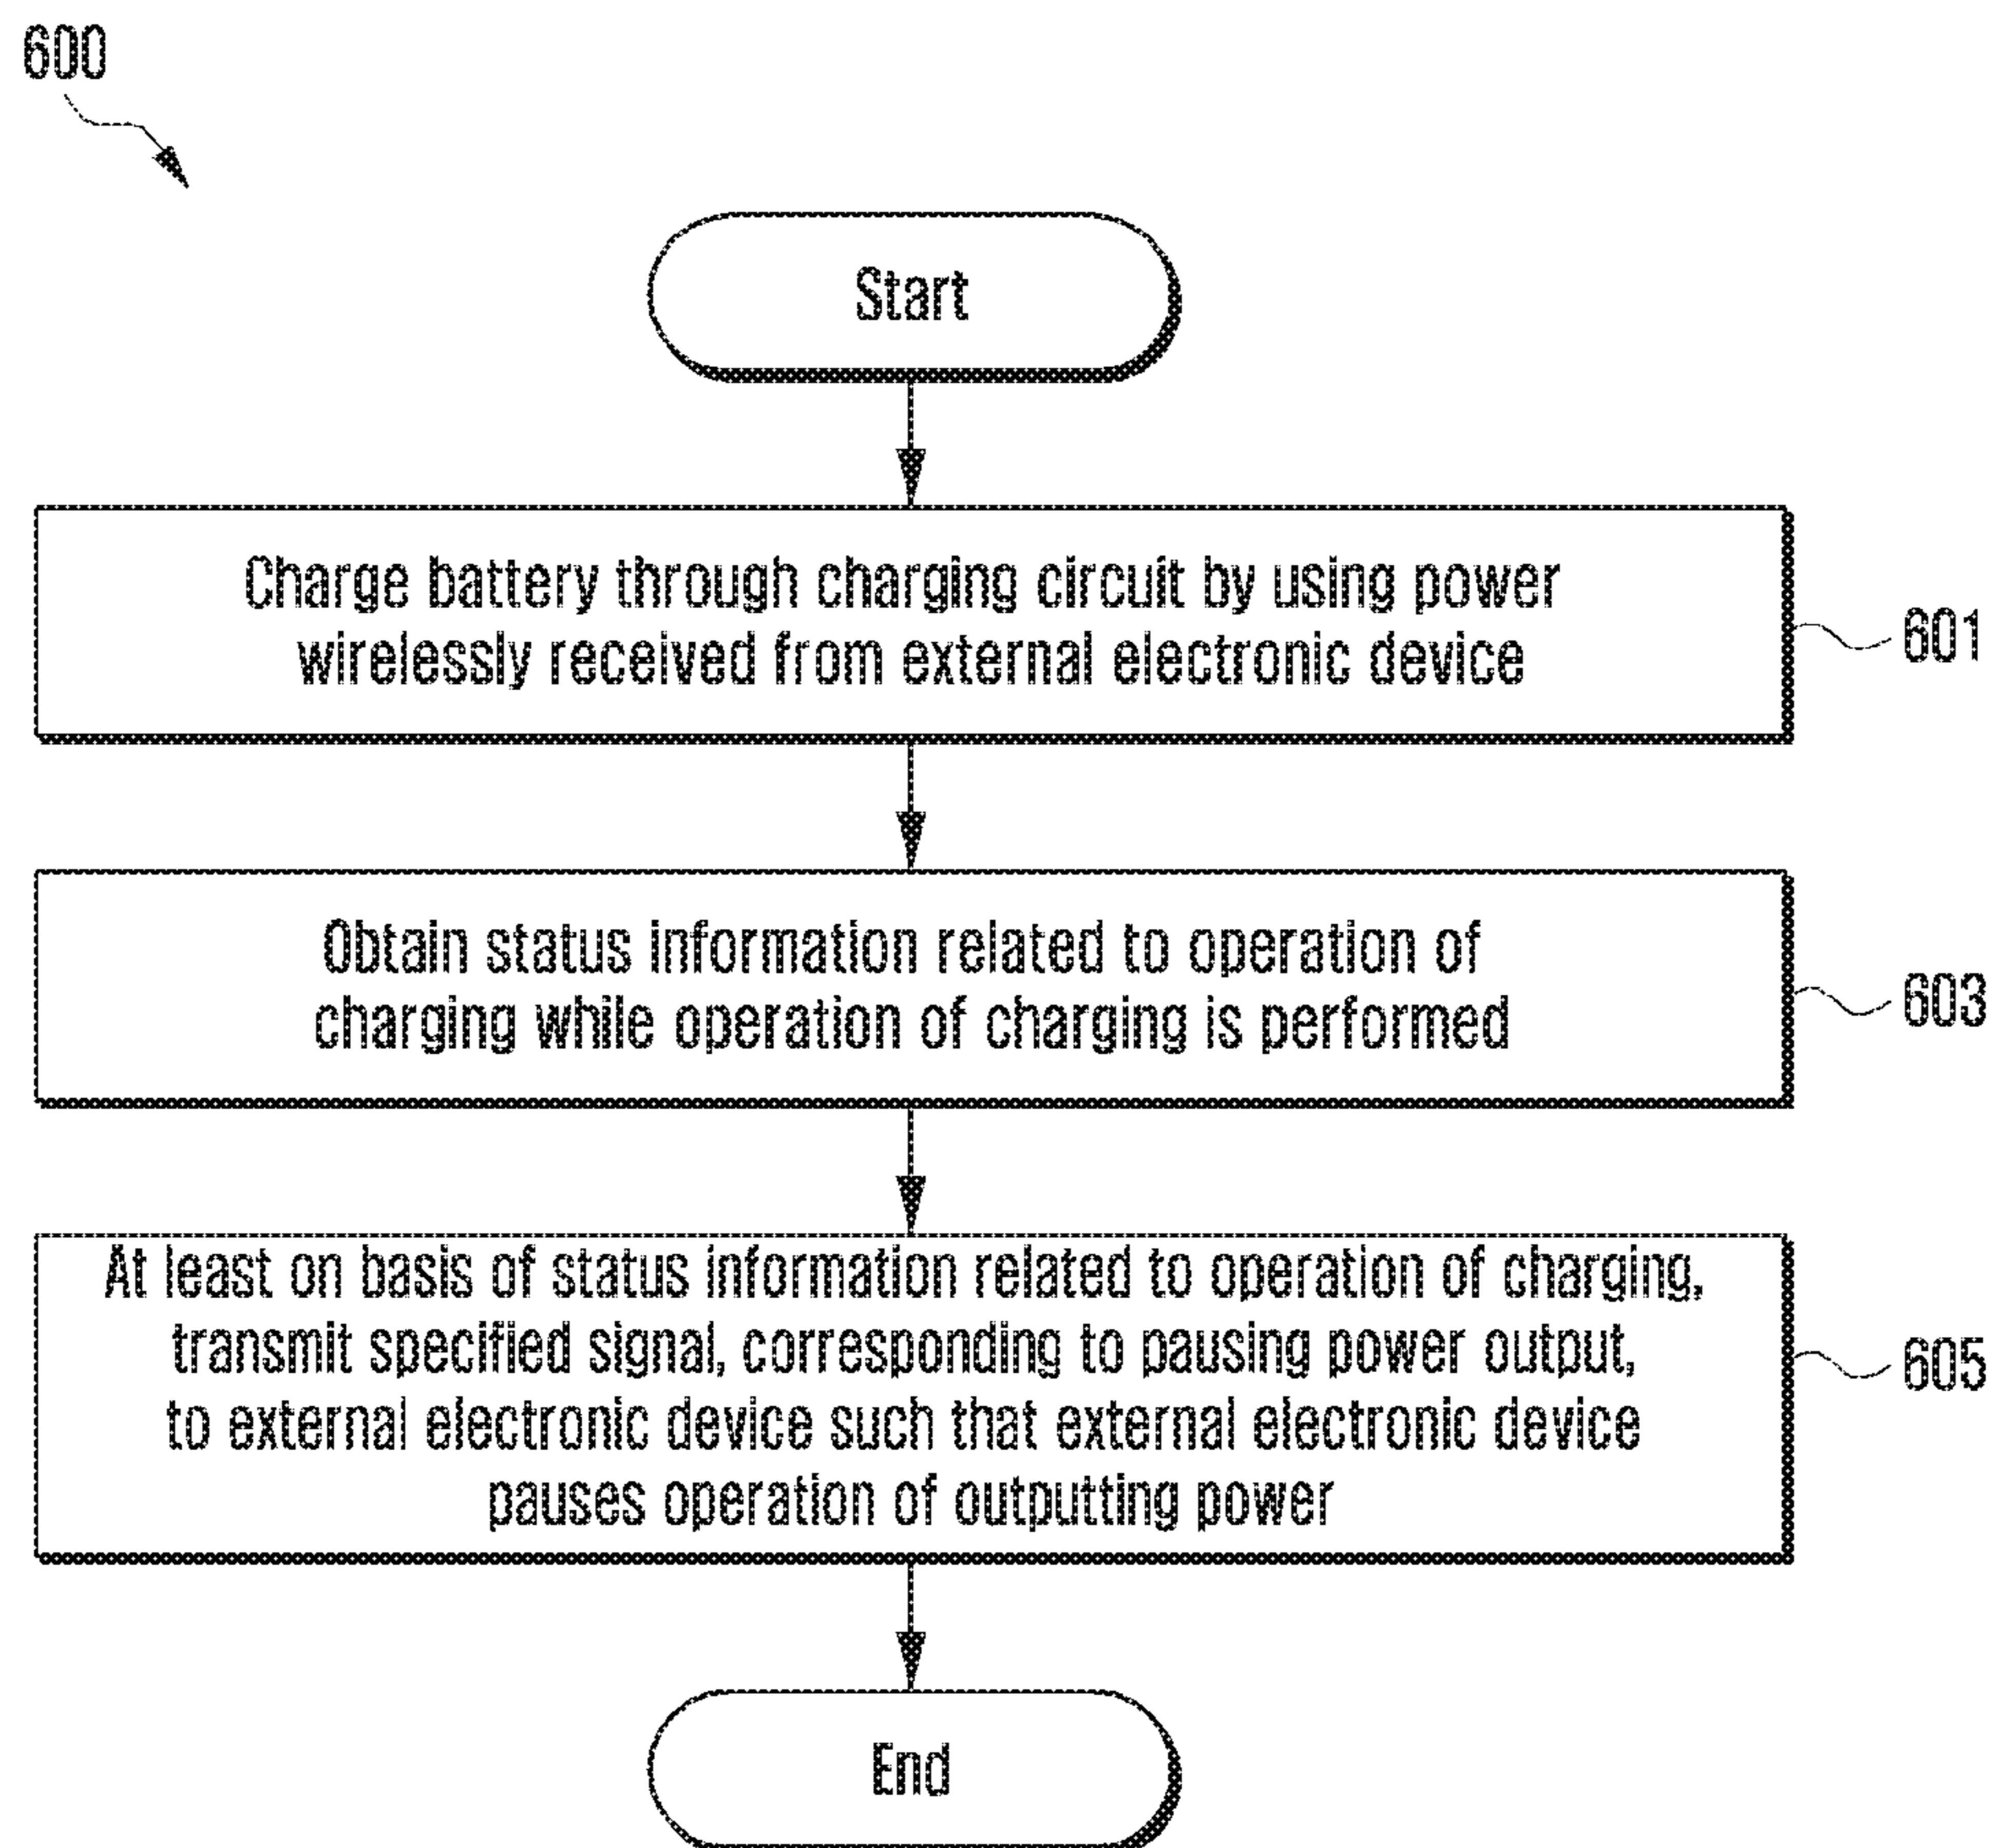 600
Start
Charge battery through charging circuit by using power
wirelessly received from external electronic device
601
Obtain status information related to operation of
charging while operation of charging is performed
603
At least on basis of status information related to operation of charging,
transmit specified signal, corresponding to pausing power output,
to external electronic device such that external electronic device
pauses operation of outputting power
605
End